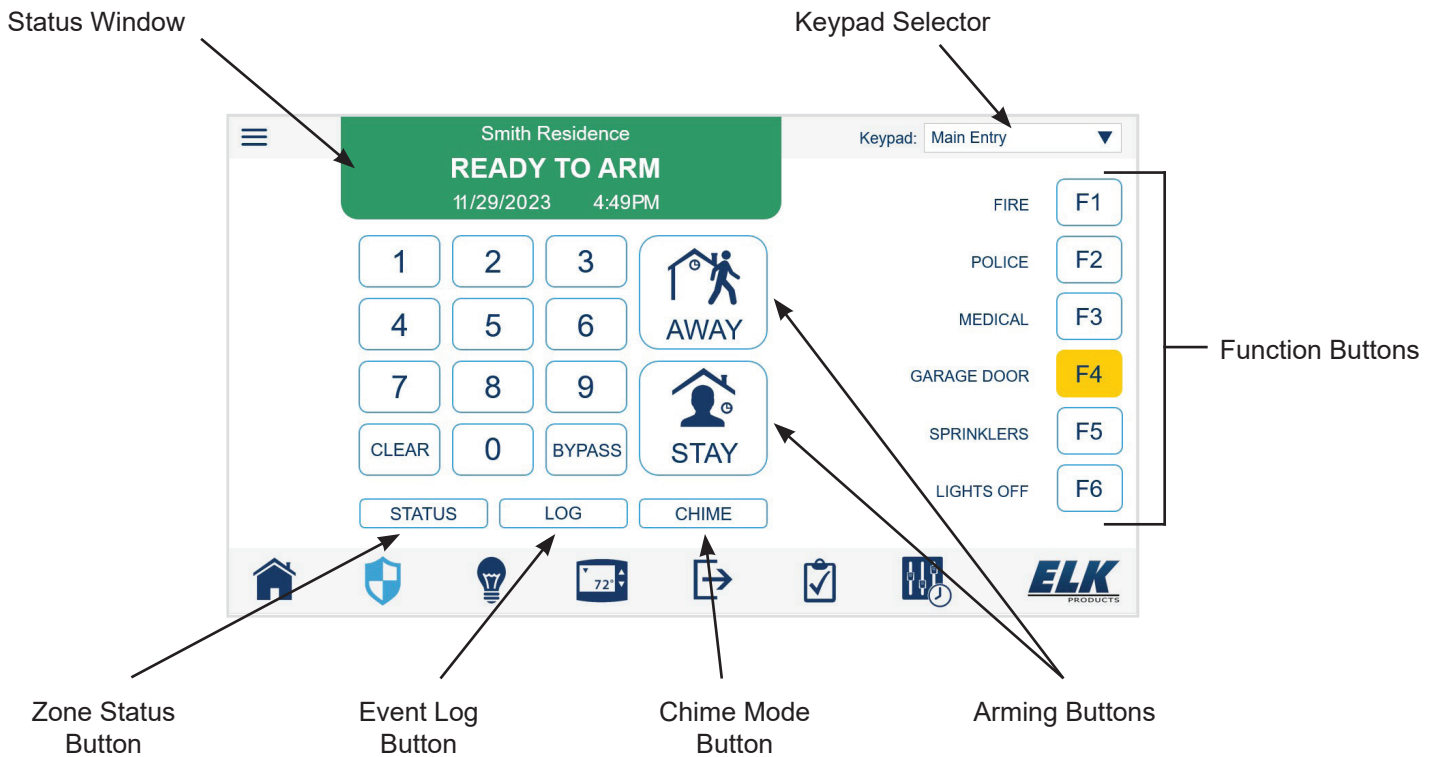 Status Window
Keypad Selector
Smith Residence
READY TO ARM
11/29/2023 4:49PM
Keypad: Main Entry
FIRE F1
POLICE F2
MEDICAL F3
GARAGE DOOR F4
SPRINKLERS F5
LIGHTS OFF F6
Function Buttons
1 2 3
AWAY
4 5 6
7 8 9
STAY
CLEAR 0 BYPASS
STATUS LOG CHIME
72°
ELK
PRODUCTS
Zone Status
Button
Event Log
Button
Chime Mode
Button
Arming Buttons